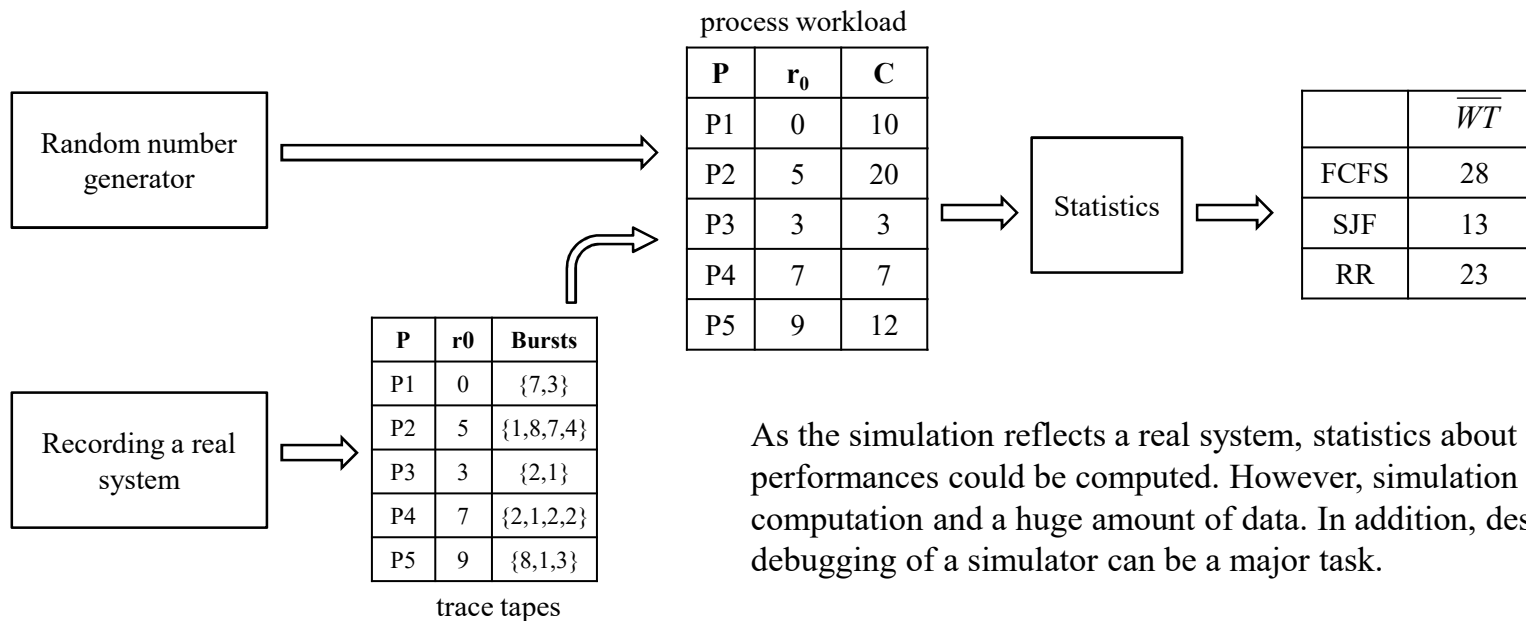 process workload
P r₀ C
P1 0 10
P2 5 20
P3 3 3
P4 7 7
P5 9 12
Random number
generator
Statistics
WT
FCFS 28
SJF 13
RR 23
Recording a real
system
P r0 Bursts
P1 0 {7,3}
P2 5 {1,8,7,4}
P3 3 {2,1}
P4 7 {2,1,2,2}
P5 9 {8,1,3}
trace tapes
As the simulation reflects a real system, statistics about
performances could be computed. However, simulation
computation and a huge amount of data. In addition,
debugging of a simulator can be a major task.